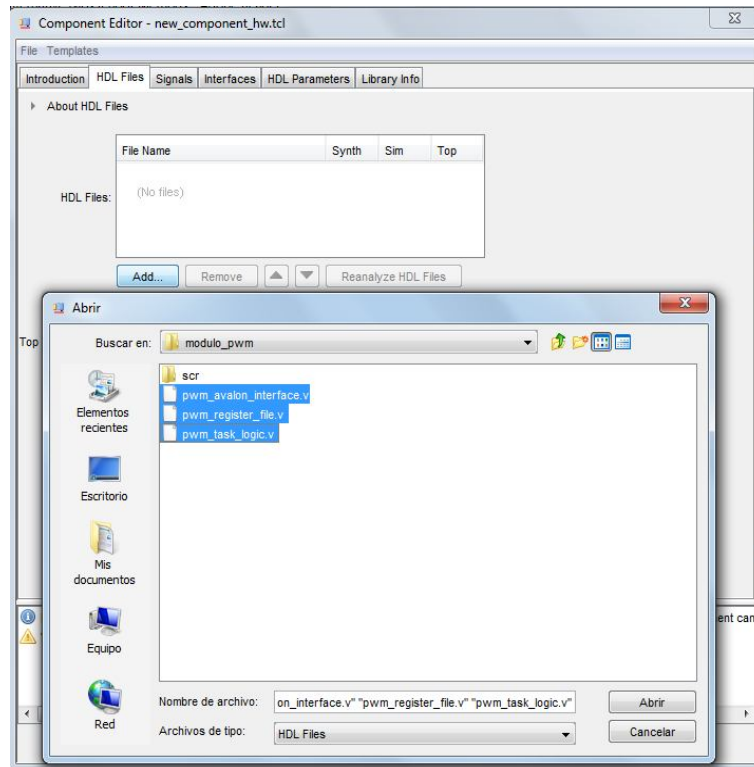 Component Editor - new_component_hw.tcl
File Templates
Introduction HDL Files Signals Interfaces HDL Parameters Library Info
About HDL Files
File Name Synth Sim Top
HDL Files: (No files)
Add... Remove Reanalyze HDL Files
Abrir
Top
Buscar en: modulo_pwm
scr
pwm_avalon_interface.v
pwm_register_file.v
pwm_task_logic.v
Elementos
recientes
Escritorio
Mis
documentos
ent can
Equipo
Nombre de archivo: on_interface.v" "pwm_register_file.v" "pwm_task_logic.v" Abrir
Red
Archivos de tipo: HDL Files Cancelar